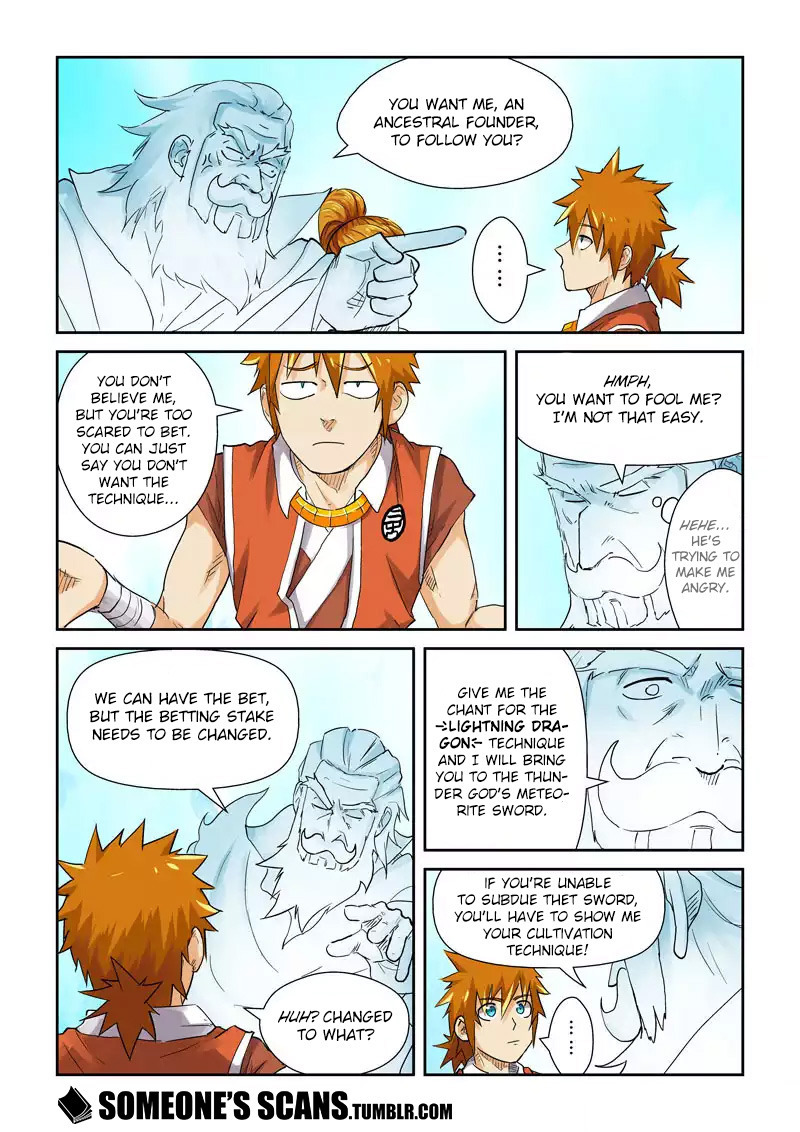 YOU WANT ME, AN
ANCESTRAL FOUNDER,
TO FOLLOW YOU?
......
YOU DON'T
BELIEVE ME,
BUT YOU'RE TOO
SCARED TO BET.
YOU CAN JUST
SAY YOU DON'T
WANT THE
TECHNIQUE...
HMPH,
YOU WANT TO FOOL ME?
I'M NOT THAT EASY.
HEHE...
HE'S
TRYING TO
MAKE ME
ANGRY.
WE CAN HAVE THE BET,
BUT THE BETTING STAKE
NEEDS TO BE CHANGED.
HUH? CHANGED
TO WHAT?
GIVE ME THE
CHANT FOR THE
LIGHTNING DRA-
GON TECHNIQUE
AND I WILL BRING
YOU TO THE THUN-
DER GOD'S METEO-
RITE SWORD.
IF YOU'RE UNABLE
TO SUBDUE THET SWORD,
YOU'LL HAVE TO SHOW ME
YOUR CULTIVATION
TECHNIQUE!
......
SOMEONE'S SCANS.TUMBLR.COM